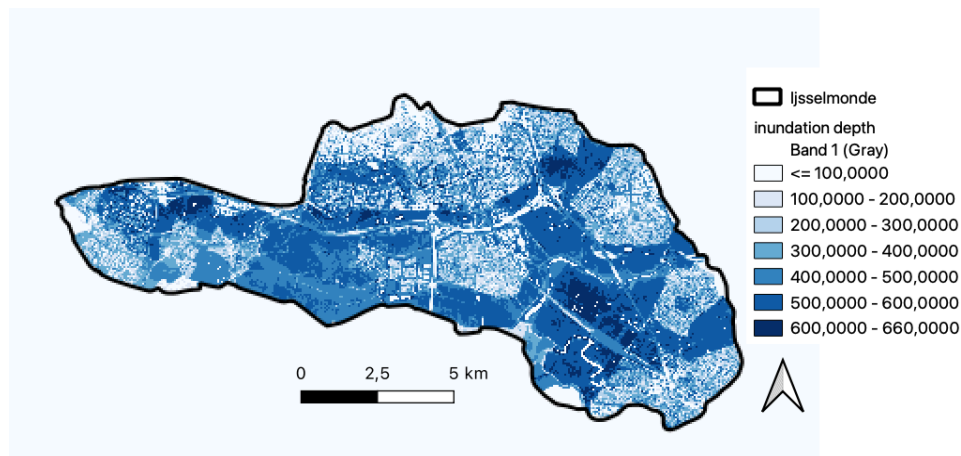 Ijsselmonde
inundation depth
Band 1 (Gray)
<= 100,0000
100,0000 - 200,0000
200,0000 - 300,0000
300,0000 - 400,0000
400,0000 - 500,0000
500,0000 - 600,0000
600,0000 - 660,0000
0 2,5 5 km